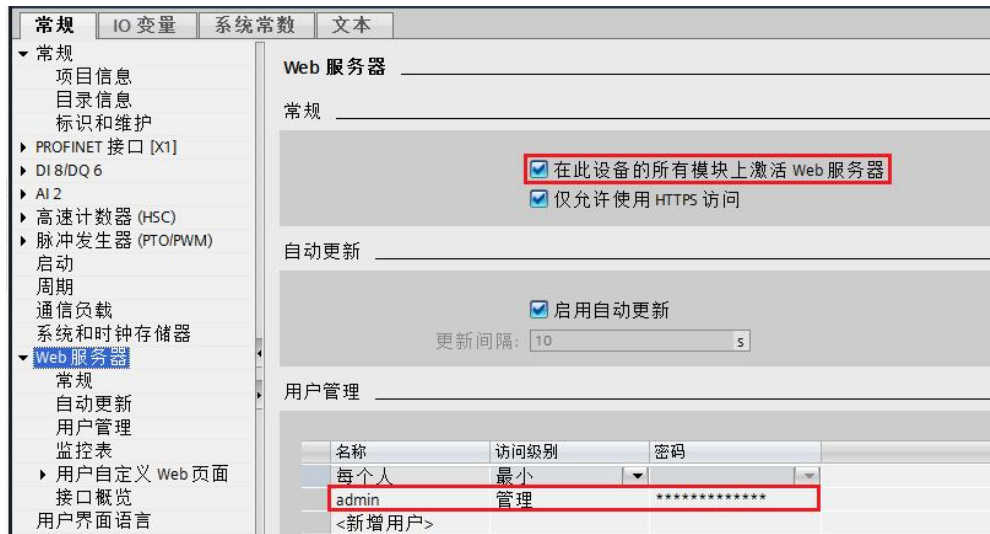 常规 IO 变量 系统常数 文本
常规
项目信息
目录信息
标识和维护
PROFINET 接口 [X1]
DI 8/DQ 6
AI 2
高速计数器 (HSC)
脉冲发生器 (PTO/PWM)
启动
周期
通信负载
系统和时钟存储器
Web 服务器
常规
自动更新
用户管理
监控表
用户自定义 Web 页面
接口概览
用户界面语言
Web 服务器
常规
在此设备的所有模块上激活 Web 服务器
仅允许使用 HTTPS 访问
自动更新
启用自动更新
更新间隔: 10 s
用户管理
名称 访问级别 密码
每个人 最小
admin 管理 *************
<新增用户>